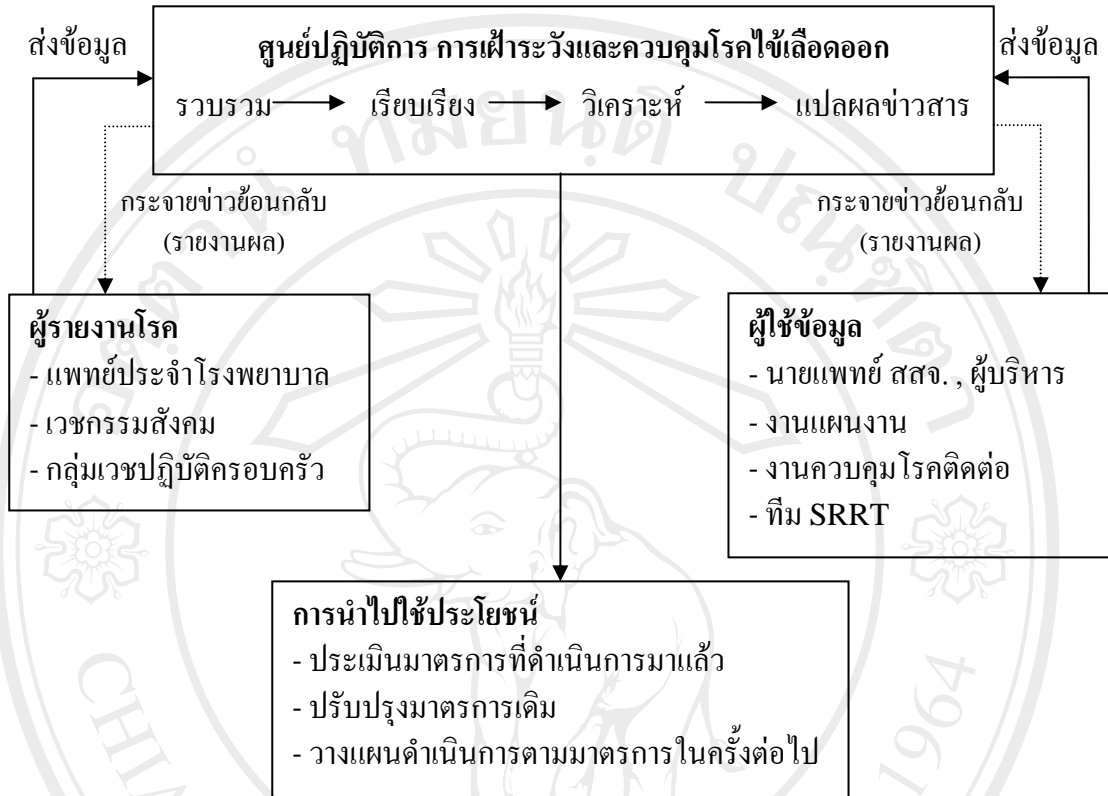 ส่งข้อมูล
ศูนย์ปฏิบัติการ การเฝ้าระวังและควบคุมโรคไข้เลือดออก
ส่งข้อมูล
รวบรวม เรียบเรียง วิเคราะห์ แปลผลข่าวสาร
กระจายข่าวย้อนกลับ
(รายงานผล)
กระจายข่าวย้อนกลับ
(รายงานผล)
ผู้รายงานโรค
- แพทย์ประจำโรงพยาบาล
- เวชกรรมสังคม
- กลุ่มเวชปฏิบัติครอบครัว
ผู้ใช้ข้อมูล
- นายแพทย์ สสจ. , ผู้บริหาร
- งานแผนงาน
- งานควบคุมโรคติดต่อ
- ทีม SRRT
การนำไปใช้ประโยชน์
- ประเมินมาตรการที่ดำเนินการมาแล้ว
- ปรับปรุงมาตรการเดิม
- วางแผนดำเนินการตามมาตรการในครั้งต่อไป
1964